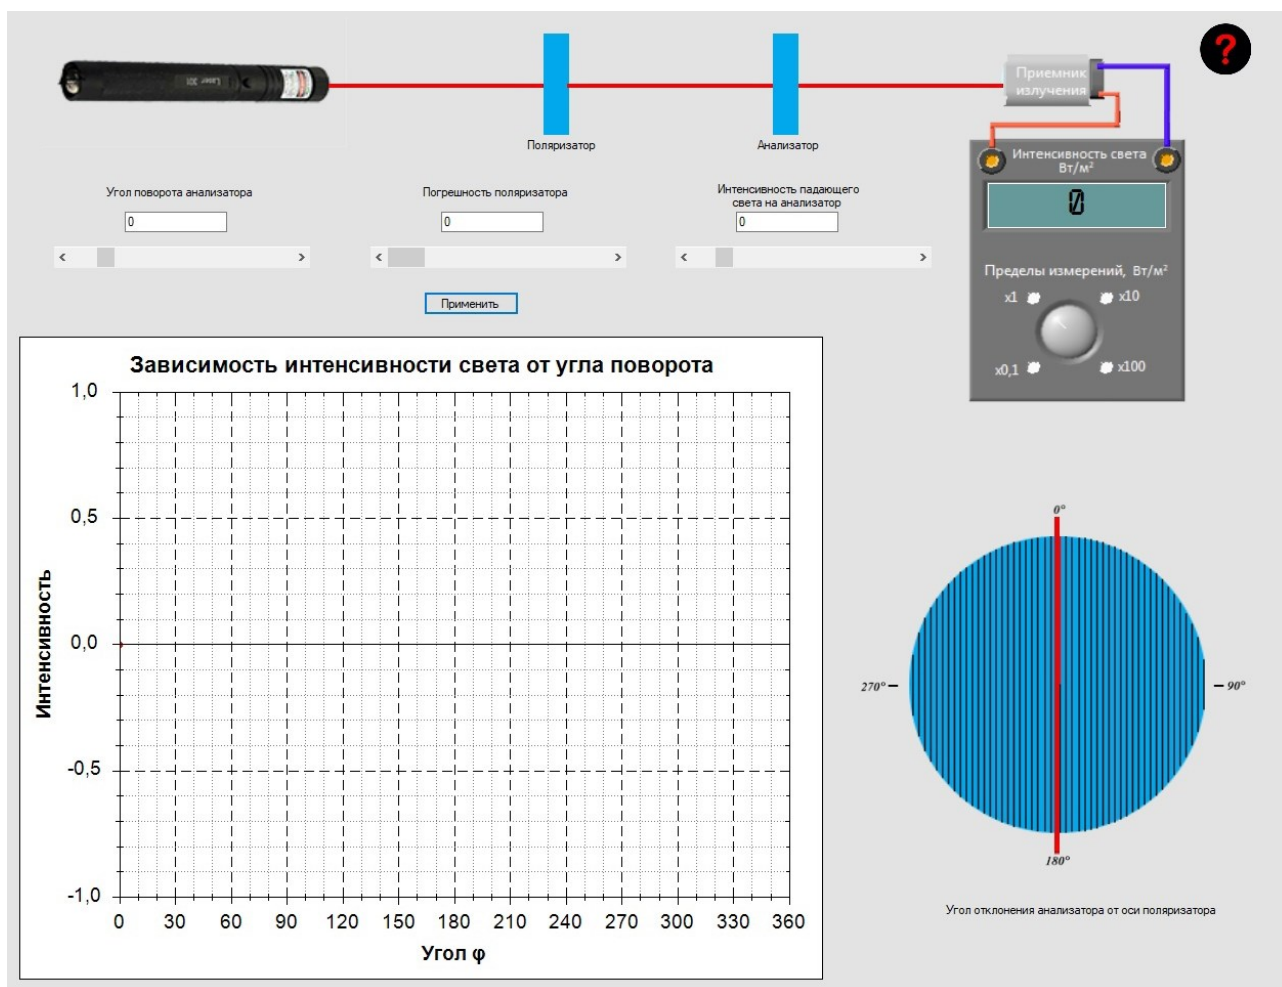 Laser 301
?
Приемник
излучения
Поляризатор
Анализатор
Интенсивность света
Вт/м²
0
Угол поворота анализатора
0
Погрешность поляризатора
0
Интенсивность падающего
света на анализатор
0
Применить
Пределы измерений, Вт/м²
x1
x10
x0,1
x100
Зависимость интенсивности света от угла поворота
1,0
0,5
0,0
-0,5
-1,0
Интенсивность
0 30 60 90 120 150 180 210 240 270 300 330 360
Угол φ
0°
270°
90°
180°
Угол отклонения анализатора от оси поляризатора